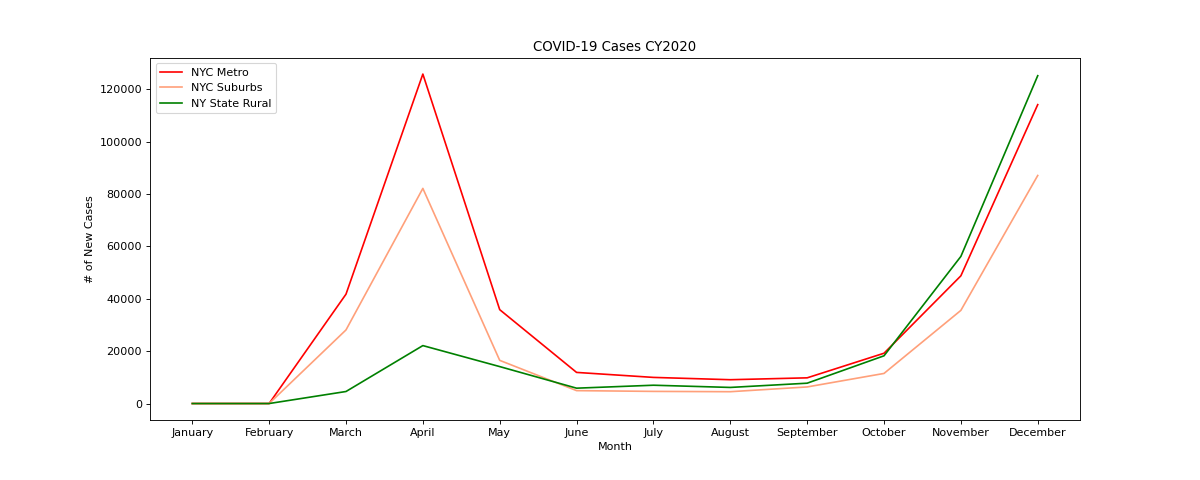 COVID-19 Cases CY2020
NYC Metro
NYC Suburbs
NY State Rural
# of New Cases
120000
100000
80000
60000
40000
20000
0
January February March April May June July August September October November December
Month